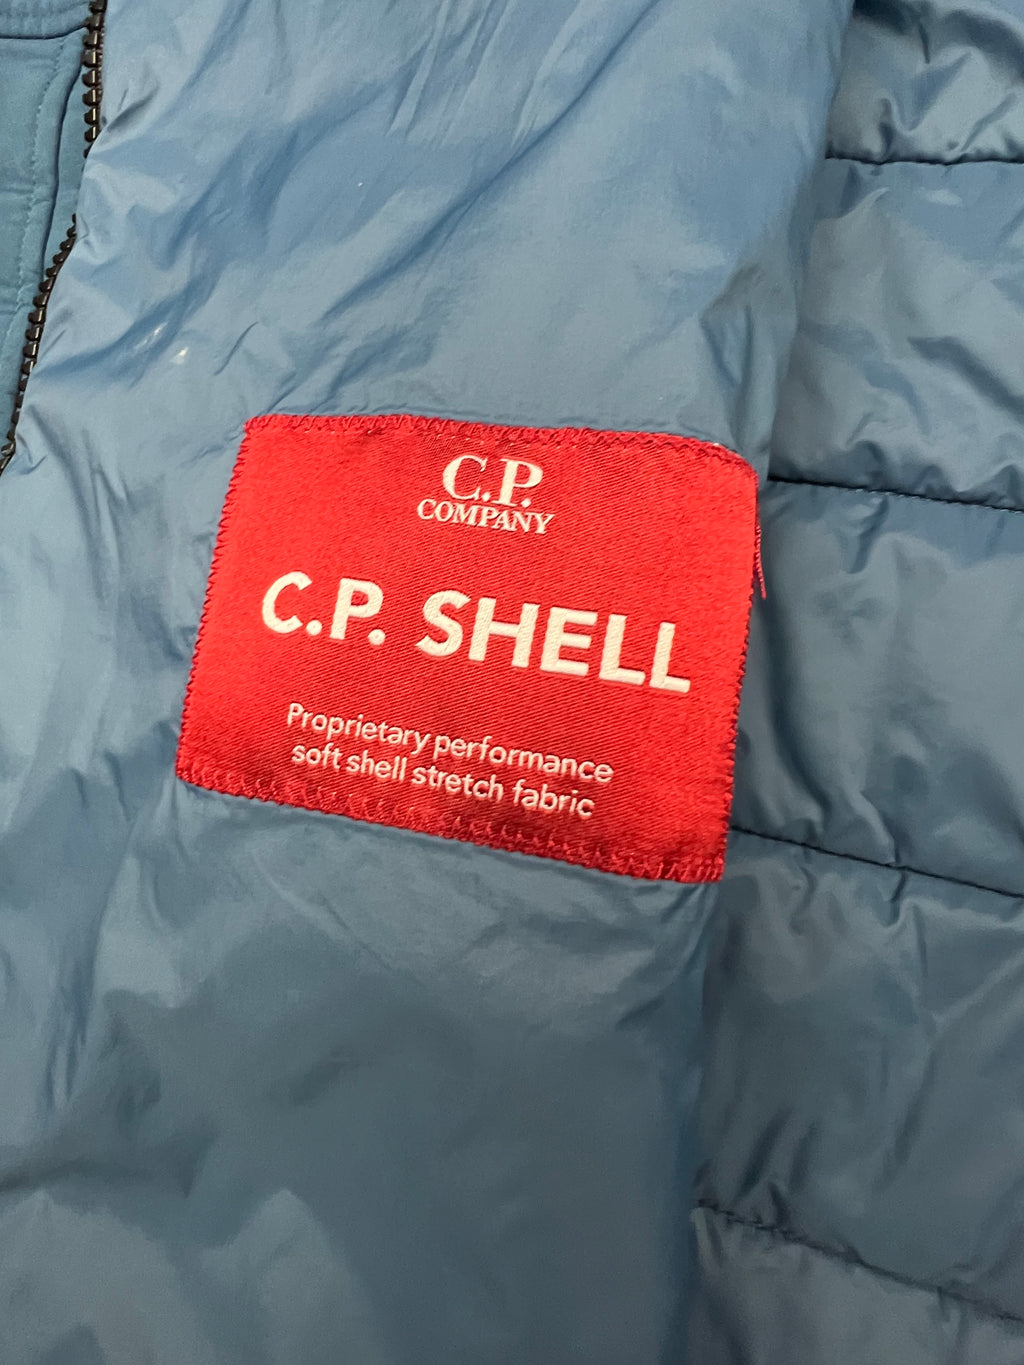 C.P.
COMPANY
C.P. SHELL
Proprietary performance
soft shell stretch fabric